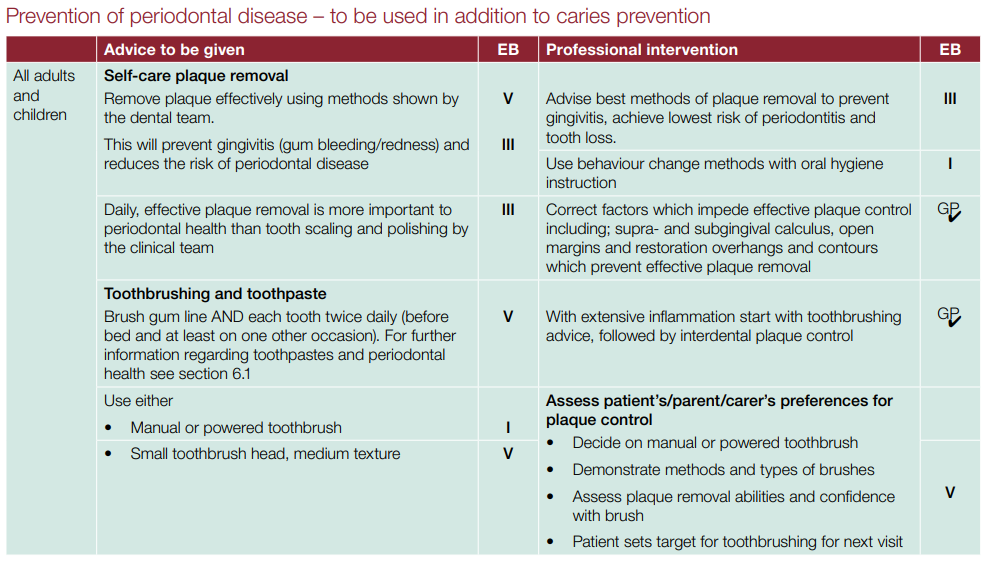 Prevention of periodontal disease – to be used in addition to caries prevention
Advice to be given EB Professional intervention EB
All adults
and
children
Self-care plaque removal
Remove plaque effectively using methods shown by
the dental team.
V
This will prevent gingivitis (gum bleeding/redness) and
reduces the risk of periodontal disease
III
Advise best methods of plaque removal to prevent
gingivitis, achieve lowest risk of periodontitis and
tooth loss.
III
Use behaviour change methods with oral hygiene
instruction
I
Daily, effective plaque removal is more important to
periodontal health than tooth scaling and polishing by
the clinical team
III
Correct factors which impede effective plaque control
including; supra- and subgingival calculus, open
margins and restoration overhangs and contours
which prevent effective plaque removal
GP✔
Toothbrushing and toothpaste
Brush gum line AND each tooth twice daily (before
bed and at least on one other occasion). For further
information regarding toothpastes and periodontal
health see section 6.1
V
With extensive inflammation start with toothbrushing
advice, followed by interdental plaque control
GP✔
Use either
• Manual or powered toothbrush
I
• Small toothbrush head, medium texture
V
Assess patient's/parent/carer's preferences for
plaque control
• Decide on manual or powered toothbrush
• Demonstrate methods and types of brushes
• Assess plaque removal abilities and confidence
with brush
• Patient sets target for toothbrushing for next visit
V